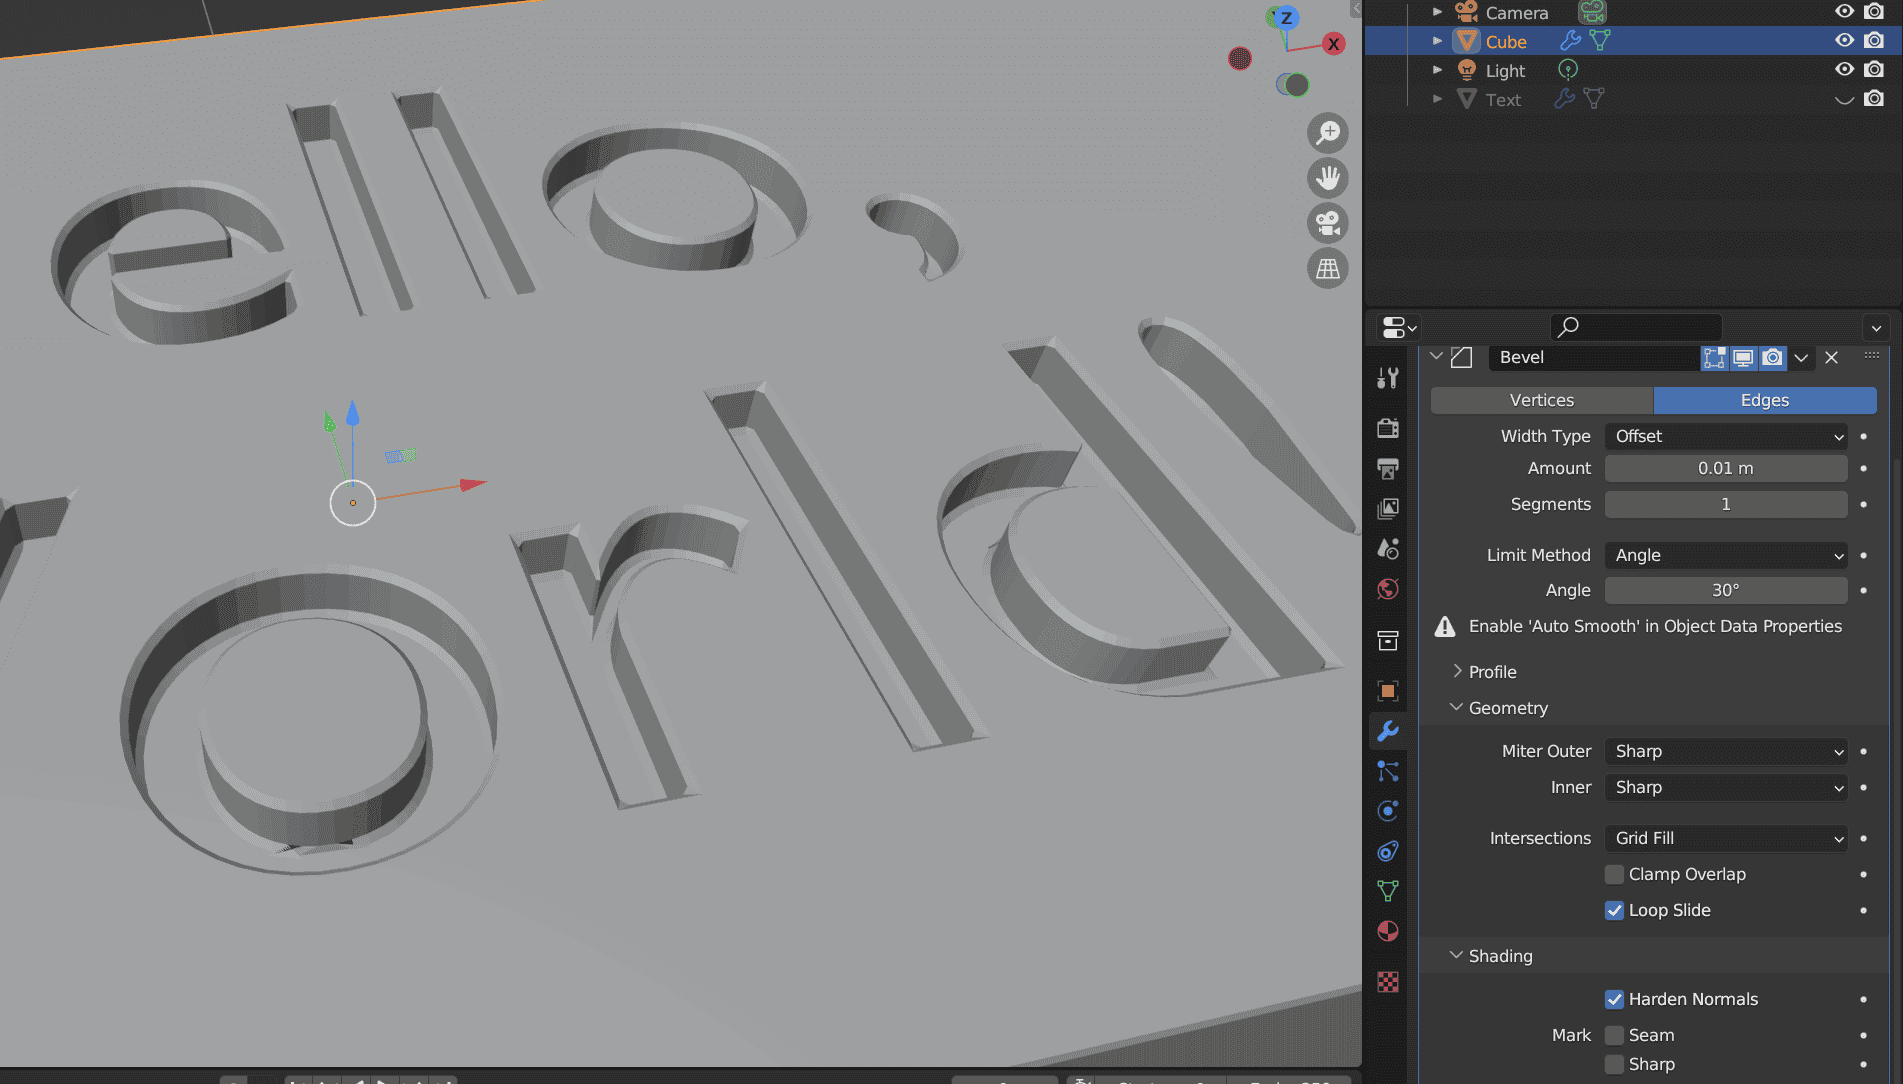 ello,
orld
Z
X
Camera
Cube
Light
Text
Bevel
Vertices Edges
Width Type Offset
Amount 0.01 m
Segments 1
Limit Method Angle
Angle 30°
Enable 'Auto Smooth' in Object Data Properties
Profile
Geometry
Miter Outer Sharp
Inner Sharp
Intersections Grid Fill
Clamp Overlap
Loop Slide
Shading
Harden Normals
Mark Seam
Sharp